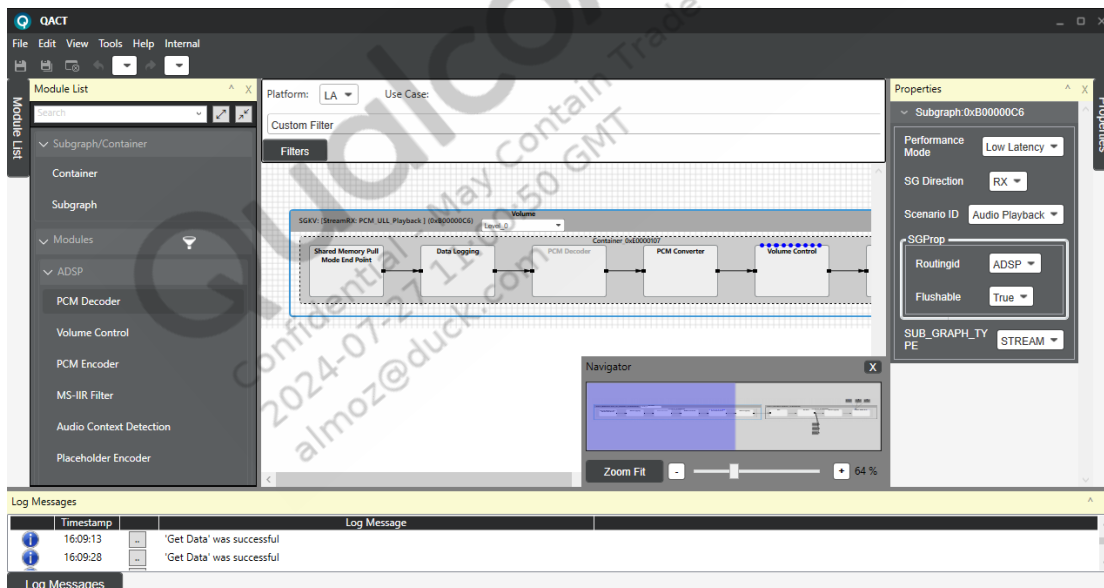 QACT
File Edit View Tools Help Internal
Module List ^ X
Module List
Search
Subgraph/Container
Container
Subgraph
Modules
ADSP
PCM Decoder
Volume Control
PCM Encoder
MS-IIR Filter
Audio Context Detection
Placeholder Encoder
Platform: LA Use Case:
Custom Filter
Filters
Volume
SGKV: [StreamRX: PCM_ULL_Playback ] (0xB00000C6) Level_0
Container_0xE0000107
Shared Memory Pull Mode End Point
Data Logging
PCM Decoder
PCM Converter
Volume Control
Navigator X
Zoom Fit - + 64 %
Properties ^ X
Properties
Subgraph:0xB00000C6
Performance Mode Low Latency
SG Direction RX
Scenario ID Audio Playback
SGProp
Routingid ADSP
Flushable True
SUB_GRAPH_TYPE STREAM
Log Messages
Timestamp Log Message
16:09:13 .. 'Get Data' was successful
16:09:28 .. 'Get Data' was successful
Log Messages
Qualcomm
Confidential - May Contain Trade
2024-07-27 11:00:50 GMT
almoz@duck.com